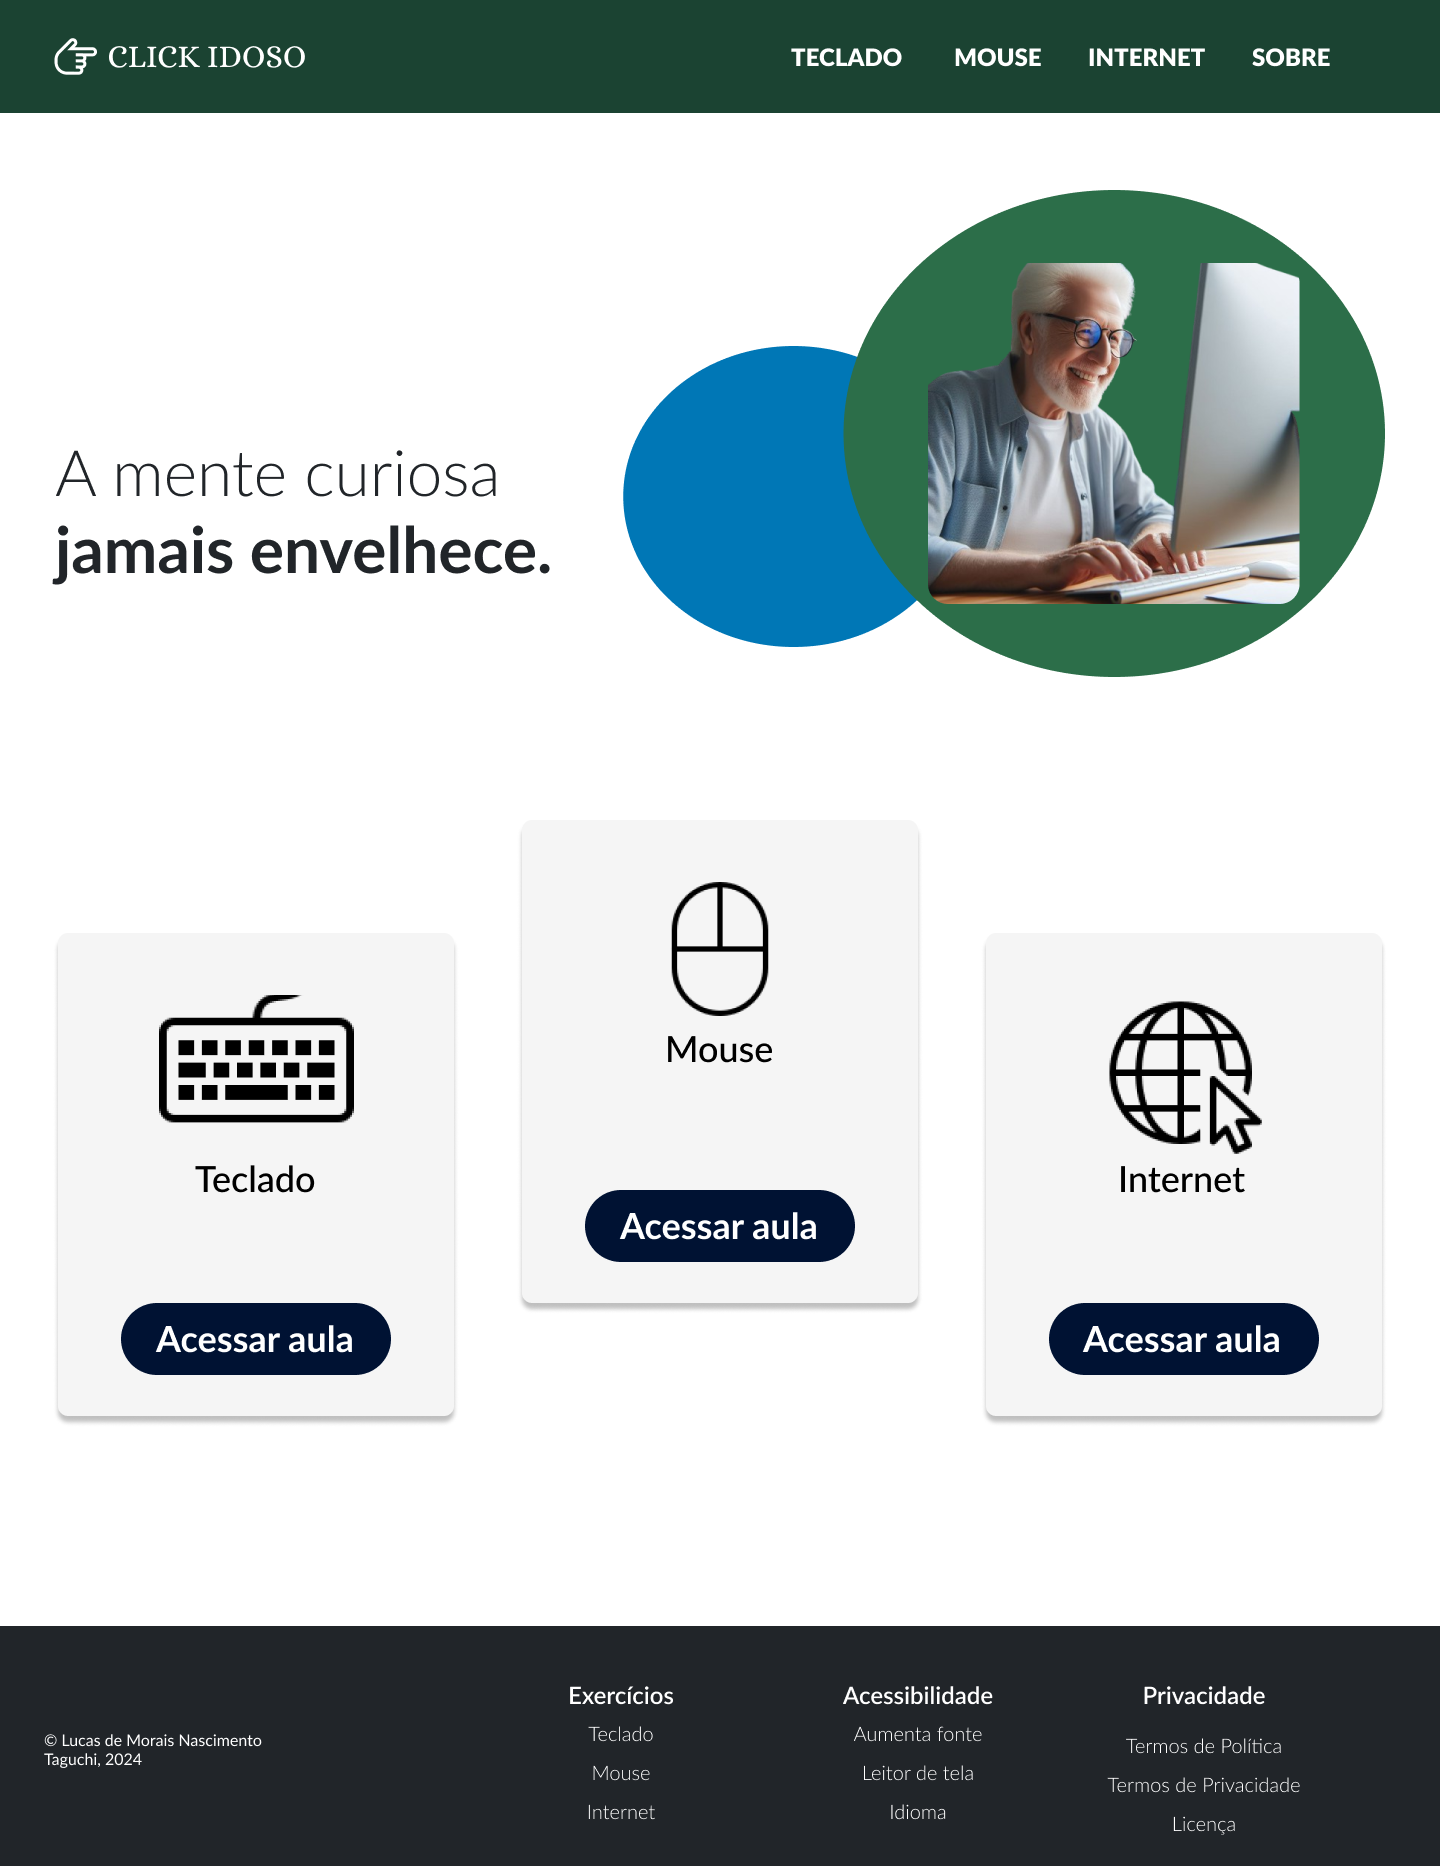 CLICK IDOSO
TECLADO MOUSE INTERNET SOBRE
A mente curiosa
jamais envelhece.
Teclado
Acessar aula
Mouse
Acessar aula
Internet
Acessar aula
© Lucas de Morais Nascimento
Taguchi, 2024
Exercícios
Teclado
Mouse
Internet
Acessibilidade
Aumenta fonte
Leitor de tela
Idioma
Privacidade
Termos de Política
Termos de Privacidade
Licença